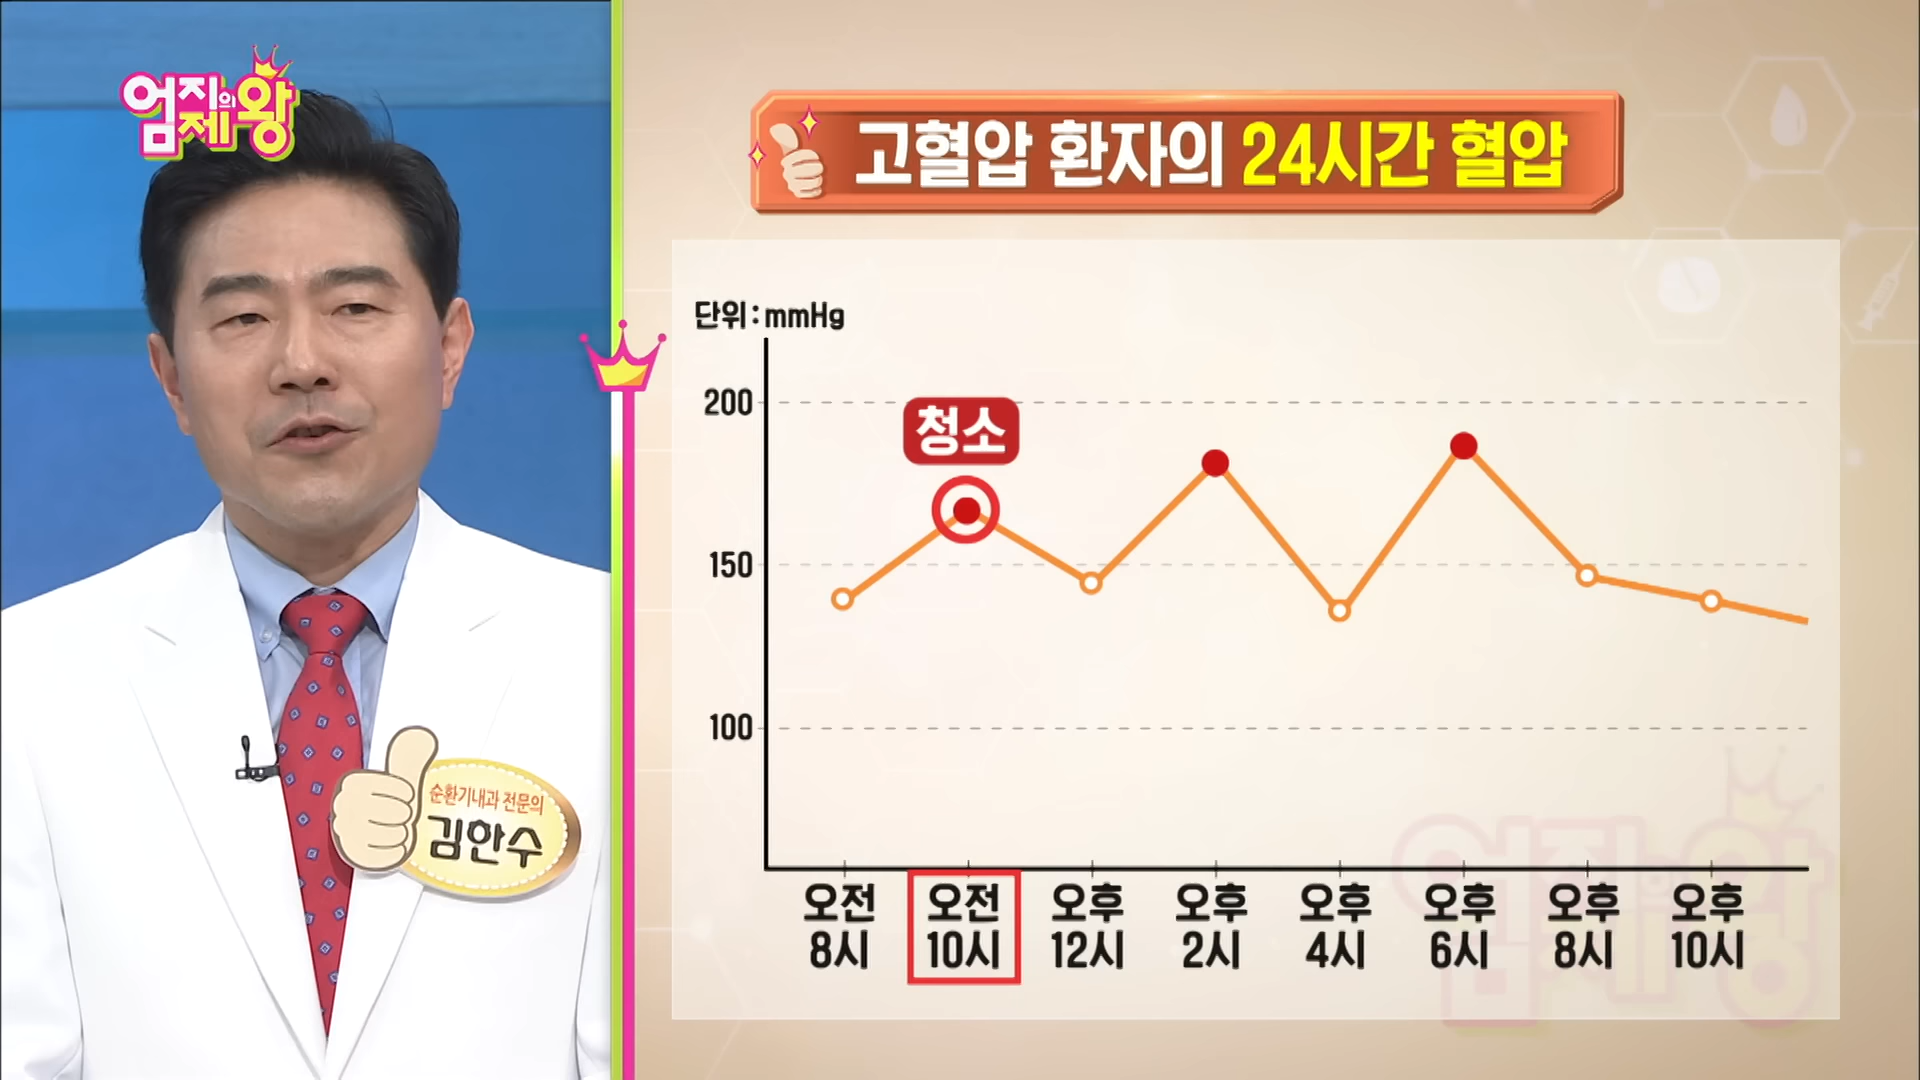 엄지의
제왕
고혈압 환자의 24시간 혈압
단위:mmHg
200
청소
150
100
순환기내과 전문의
김한수
오전 8시
오전 10시
오후 12시
오후 2시
오후 4시
오후 6시
오후 8시
오후 10시